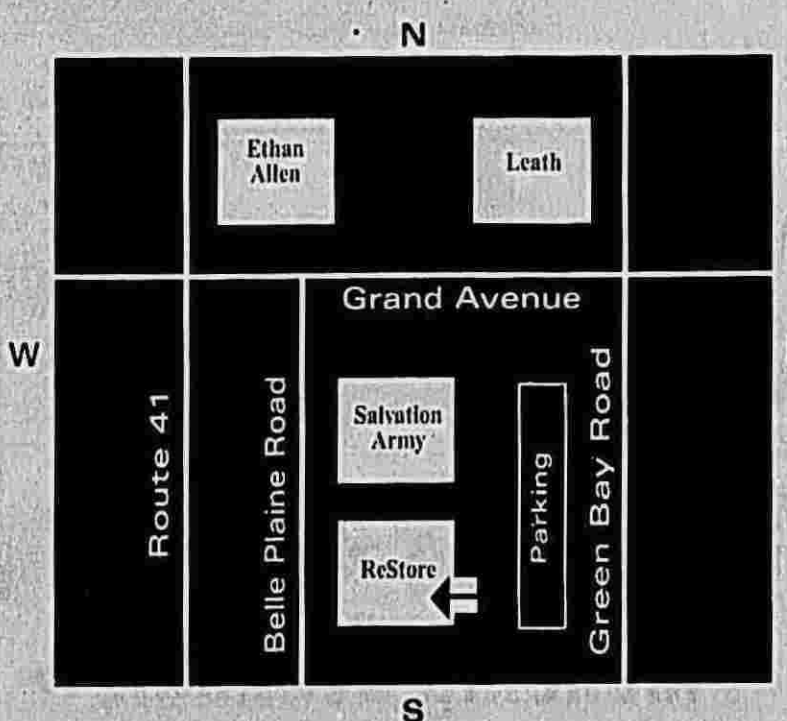 N
Ethan
Allen
Leath
Grand Avenue
W
Route 41
Belle Plaine Road
Salvation
Army
Parking
Green Bay Road
ReStore
S